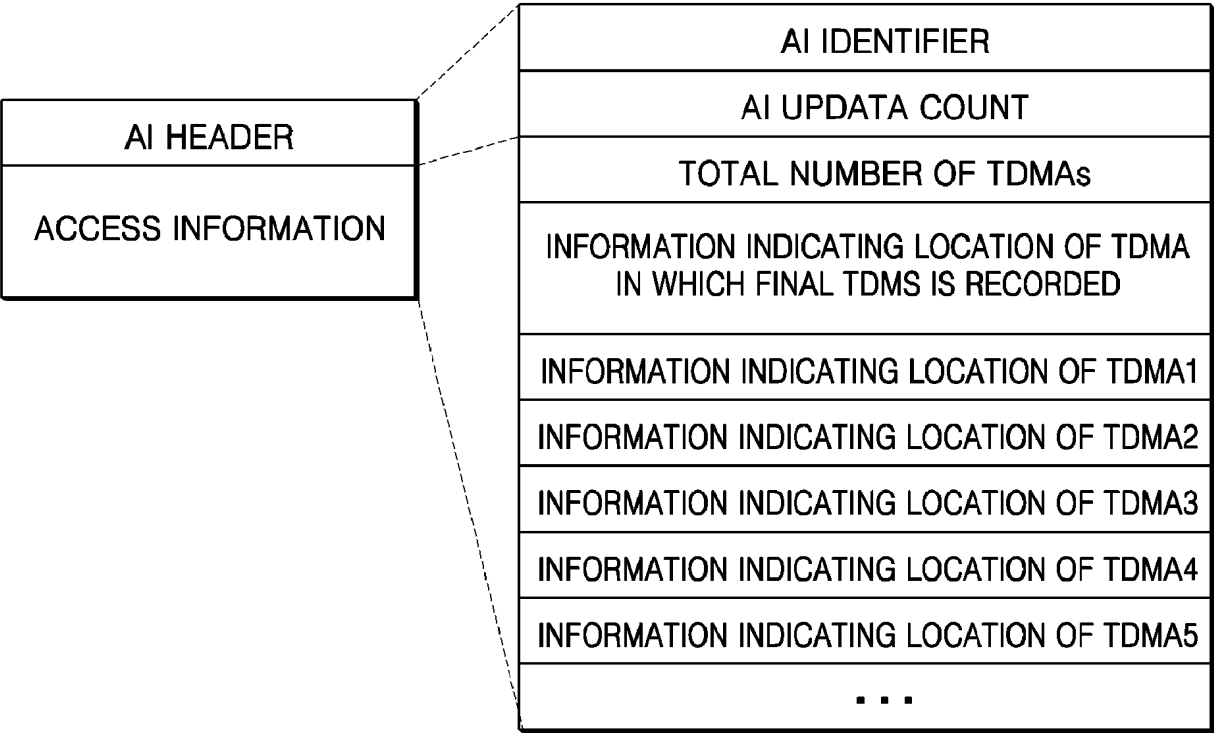 AI HEADER
ACCESS INFORMATION
AI IDENTIFIER
AI UPDATA COUNT
TOTAL NUMBER OF TDMAs
INFORMATION INDICATING LOCATION OF TDMA
IN WHICH FINAL TDMS IS RECORDED
INFORMATION INDICATING LOCATION OF TDMA1
INFORMATION INDICATING LOCATION OF TDMA2
INFORMATION INDICATING LOCATION OF TDMA3
INFORMATION INDICATING LOCATION OF TDMA4
INFORMATION INDICATING LOCATION OF TDMA5
...